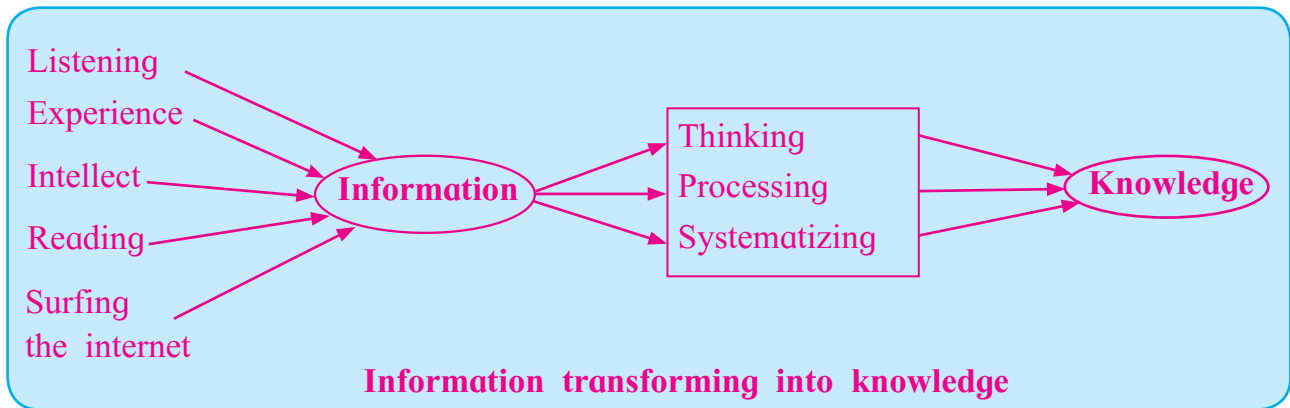 Listening
Experience
Intellect
Reading
Surfing
the internet
Information
Thinking
Processing
Systematizing
Knowledge
Information transforming into knowledge